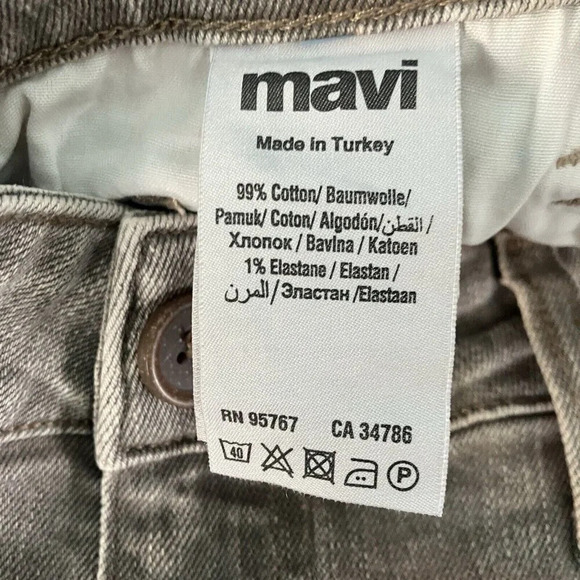 mavi
Made in Turkey
99% Cotton/ Baumwolle/
Pamuk/ Coton/ Algodón/القطن/
Хлопок / Bavlna / Katoen
1% Elastane / Elastan /
المرن/Эластан /Elastaan
RN 95767 CA 34786
40 P